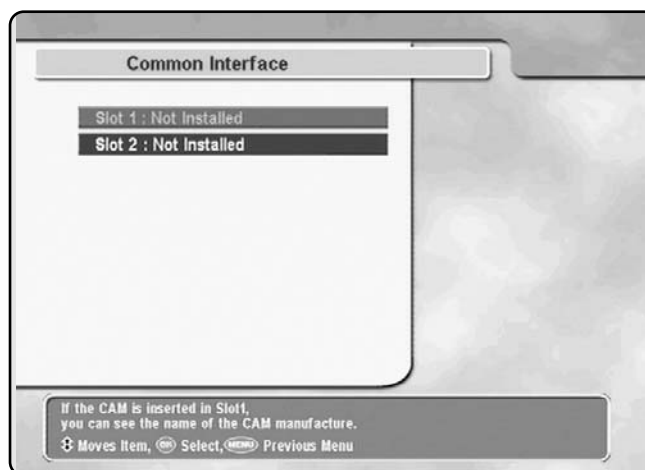 Common Interface
Slot 1 : Not Installed
Slot 2 : Not Installed
If the CAM is inserted in Slot1,
you can see the name of the CAM manufacture.
Moves Item, OK Select, MENU Previous Menu